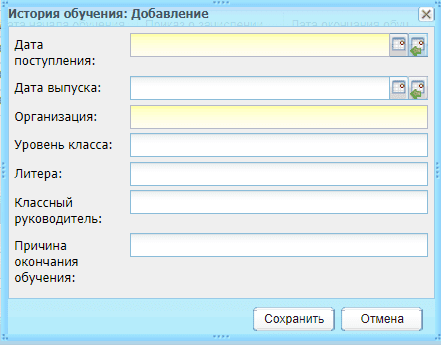 История обучения: Добавление
Дата
поступления:
Дата выпуска:
Организация:
Уровень класса:
Литера:
Классный
руководитель:
Причина
окончания
обучения:
Сохранить
Отмена